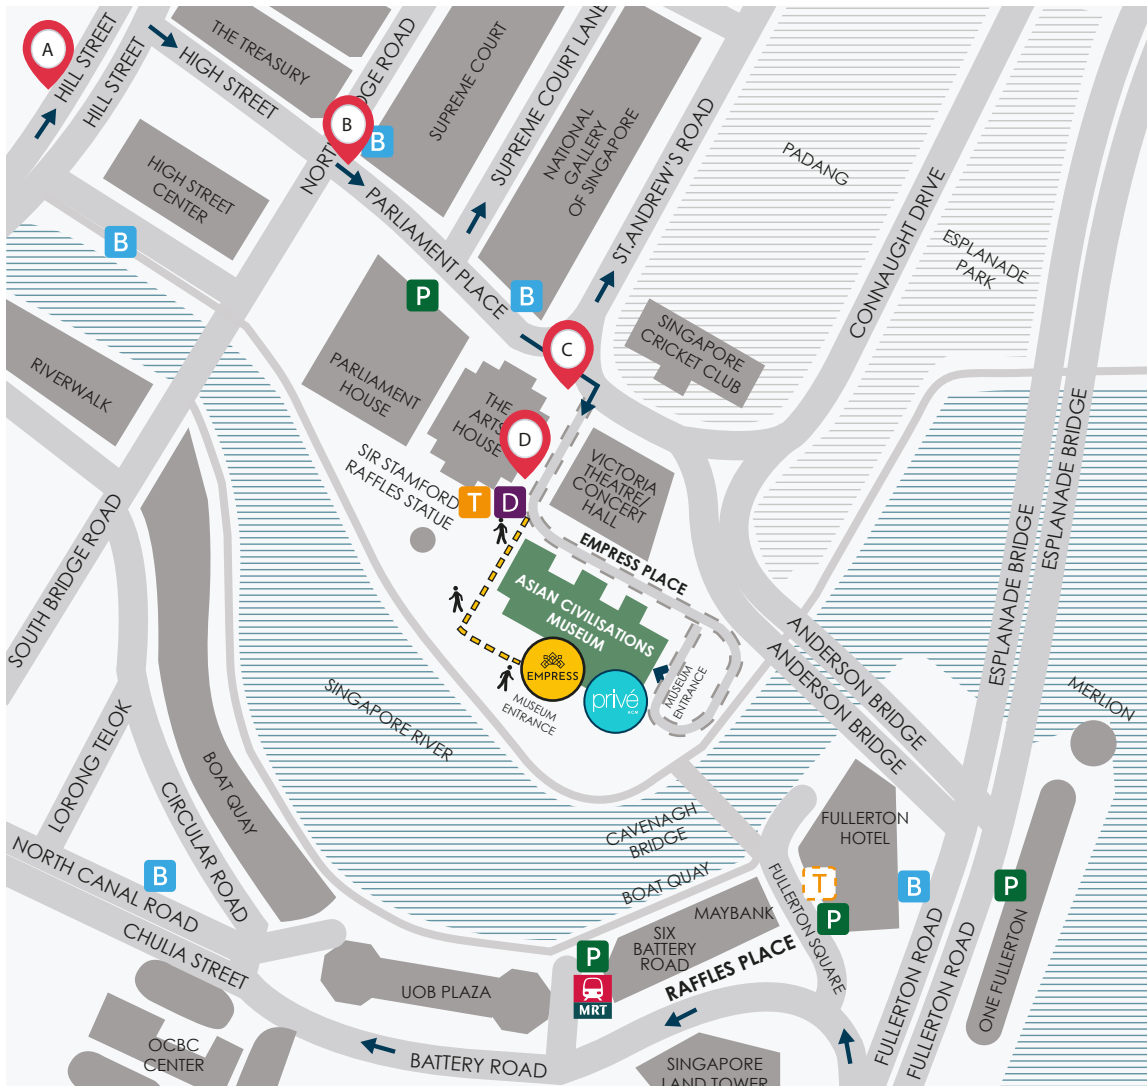 A
HILL STREET
HILL STREET
THE TREASURY
HIGH STREET
B
B
SUPREME COURT
SUPREME COURT LANE
NATIONAL
GALLERY
OF SINGAPORE
ST.ANDREW'S ROAD
PADANG
CONNAUGHT DRIVE
ESPLANADE
PARK
HIGH STREET
CENTER
B
PARLIAMENT PLACE
P
B
C
SINGAPORE
CRICKET CLUB
RIVERWALK
PARLIAMENT
HOUSE
THE
ARTS
HOUSE
D
SIR STAMFORD
RAFFLES STATUE
T
D
VICTORIA
THEATRE/
CONCERT
HALL
EMPRESS PLACE
ESPLANADE BRIDGE
ESPLANADE BRIDGE
SOUTH BRIDGE ROAD
ASIAN CIVILISATIONS
MUSEUM
EMPRESS
privé
ACM
MUSEUM
ENTRANCE
MUSEUM
ENTRANCE
ANDERSON BRIDGE
ANDERSON BRIDGE
MERLION
SINGAPORE RIVER
LORONG TELOK
BOAT QUAY
CIRCULAR ROAD
CAVENAGH
BRIDGE
BOAT QUAY
FULLERTON
HOTEL
NORTH CANAL ROAD
B
CHULIA STREET
MAYBANK
SIX
BATTERY
ROAD
FULLERTON SQUARE
T
P
B
P
RAFFLES PLACE
P
MRT
UOB PLAZA
FULLERTON ROAD
FULLERTON ROAD
ONE FULLERTON
OCBC
CENTER
BATTERY ROAD
SINGAPORE
LAND TOWER